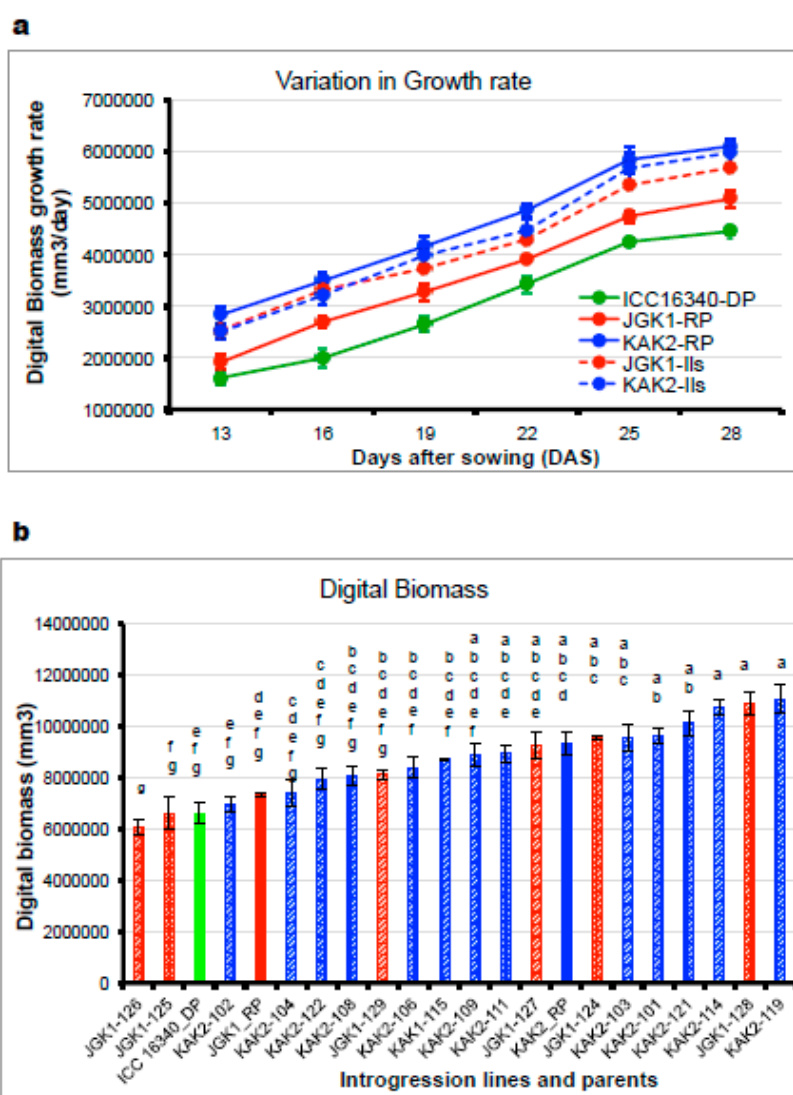 a
Variation in Growth rate
Digital Biomass growth rate
(mm3/day)
7000000
6000000
5000000
4000000
3000000
2000000
1000000
ICC16340-DP
JGK1-RP
KAK2-RP
JGK1-IIs
KAK2-IIs
13 16 19 22 25 28
Days after sowing (DAS)
b
Digital Biomass
Digital biomass (mm3)
14000000
12000000
10000000
8000000
6000000
4000000
2000000
0
g
f g
e f g
e f g
d e f g
c d e f g
c d e f g
b c d e f g
b c d e f g
b c d e f
b c d e f
a b c d e f
a b c d e
a b c d e
a b c d
a b c
a b c
a b
a b
a
a
a
JGK1-126
JGK1-125
ICC 16340_DP
KAK2-102
JGK1_RP
KAK2-104
KAK2-122
KAK2-108
JGK1-129
KAK2-106
KAK1-115
KAK2-109
KAK2-111
JGK1-127
KAK2_RP
JGK1-124
KAK2-103
KAK2-101
KAK2-121
KAK2-114
JGK1-128
KAK2-119
Introgression lines and parents